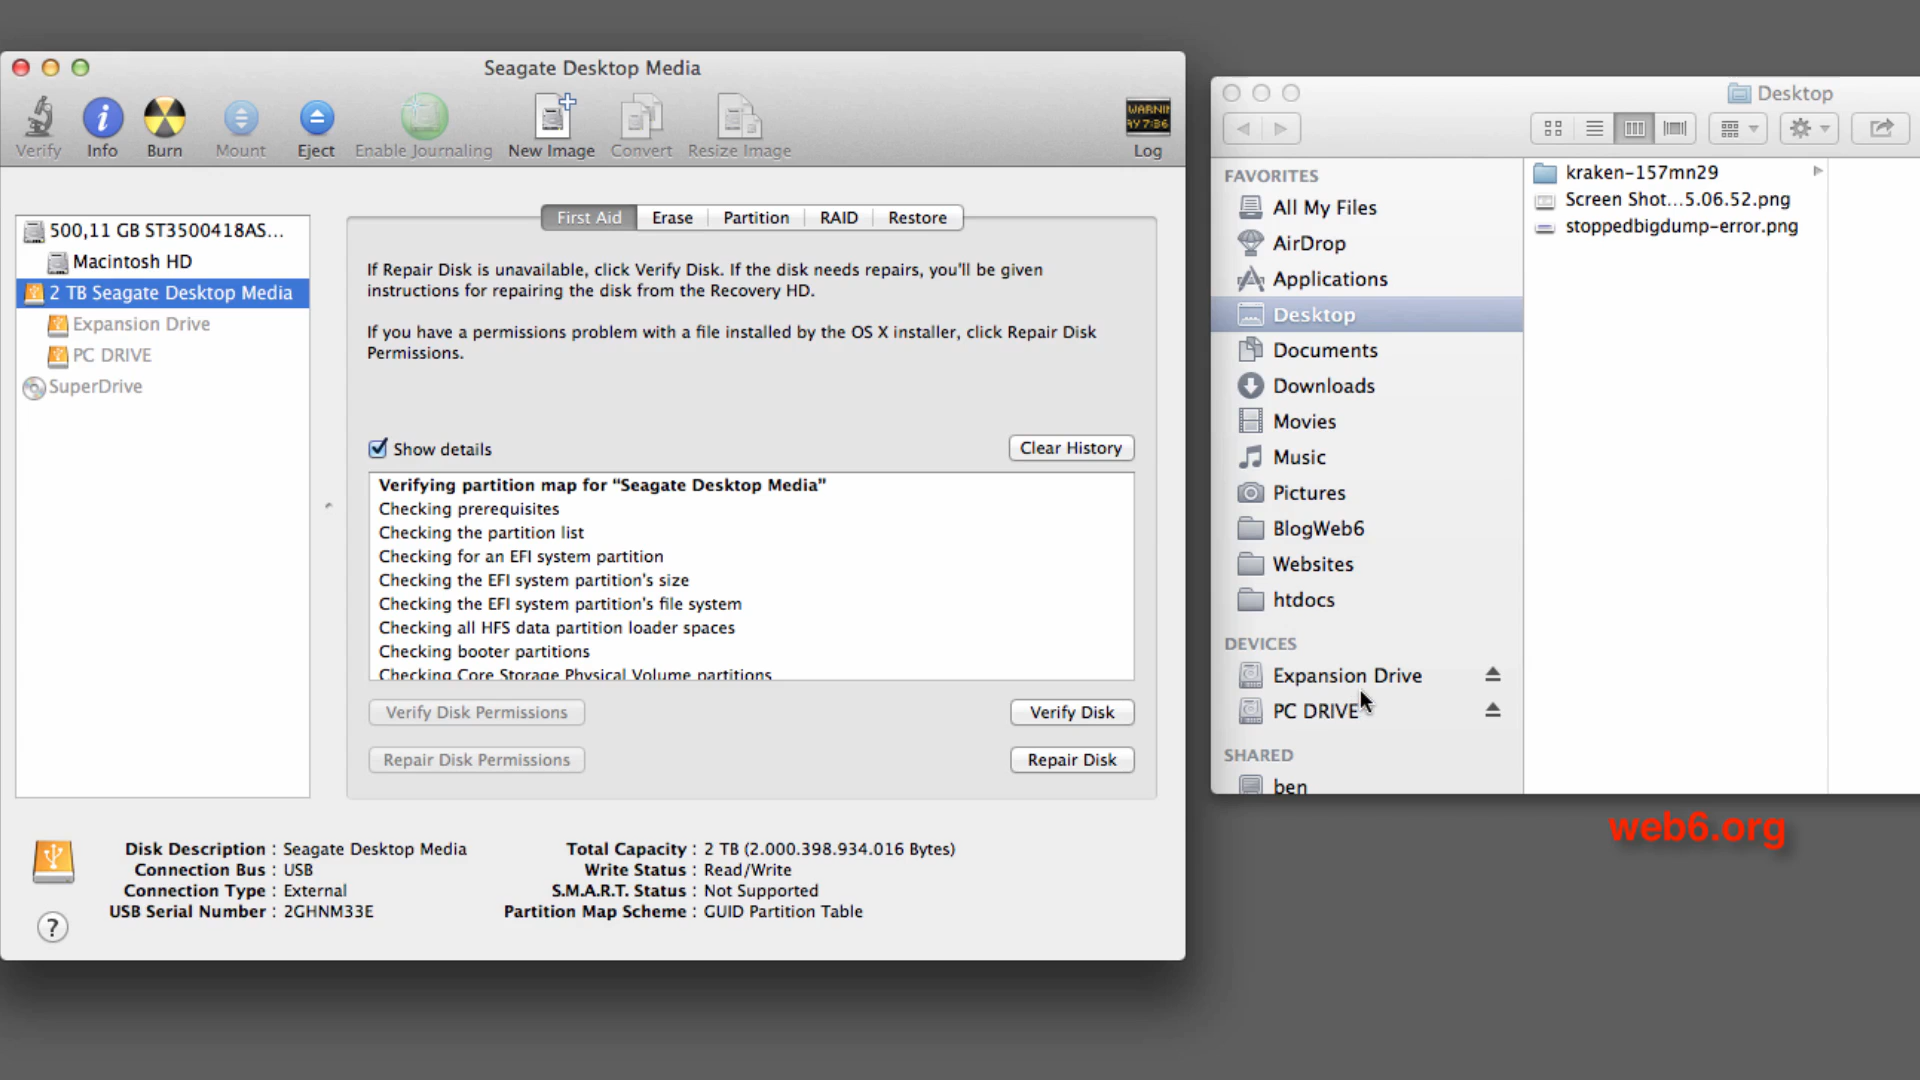 Seagate Desktop Media
Verify
Info
Burn
Mount
Eject
Enable Journaling
New Image
Convert
Resize Image
WARNIN
AY 7:36
Log
500,11 GB ST3500418AS...
Macintosh HD
2 TB Seagate Desktop Media
Expansion Drive
PC DRIVE
SuperDrive
First Aid
Erase
Partition
RAID
Restore
If Repair Disk is unavailable, click Verify Disk. If the disk needs repairs, you'll be given
instructions for repairing the disk from the Recovery HD.
If you have a permissions problem with a file installed by the OS X installer, click Repair Disk
Permissions.
Show details
Clear History
Verifying partition map for “Seagate Desktop Media”
Checking prerequisites
Checking the partition list
Checking for an EFI system partition
Checking the EFI system partition's size
Checking the EFI system partition's file system
Checking all HFS data partition loader spaces
Checking booter partitions
Checking Core Storage Physical Volume partitions
Verify Disk Permissions
Verify Disk
Repair Disk Permissions
Repair Disk
Disk Description : Seagate Desktop Media
Connection Bus : USB
Connection Type : External
USB Serial Number : 2GHNM33E
Total Capacity : 2 TB (2.000.398.934.016 Bytes)
Write Status : Read/Write
S.M.A.R.T. Status : Not Supported
Partition Map Scheme : GUID Partition Table
?
Desktop
FAVORITES
All My Files
AirDrop
Applications
Desktop
Documents
Downloads
Movies
Music
Pictures
BlogWeb6
Websites
htdocs
DEVICES
Expansion Drive
PC DRIVE
SHARED
ben
kraken-157mn29
Screen Shot...5.06.52.png
stoppedbigdump-error.png
web6.org